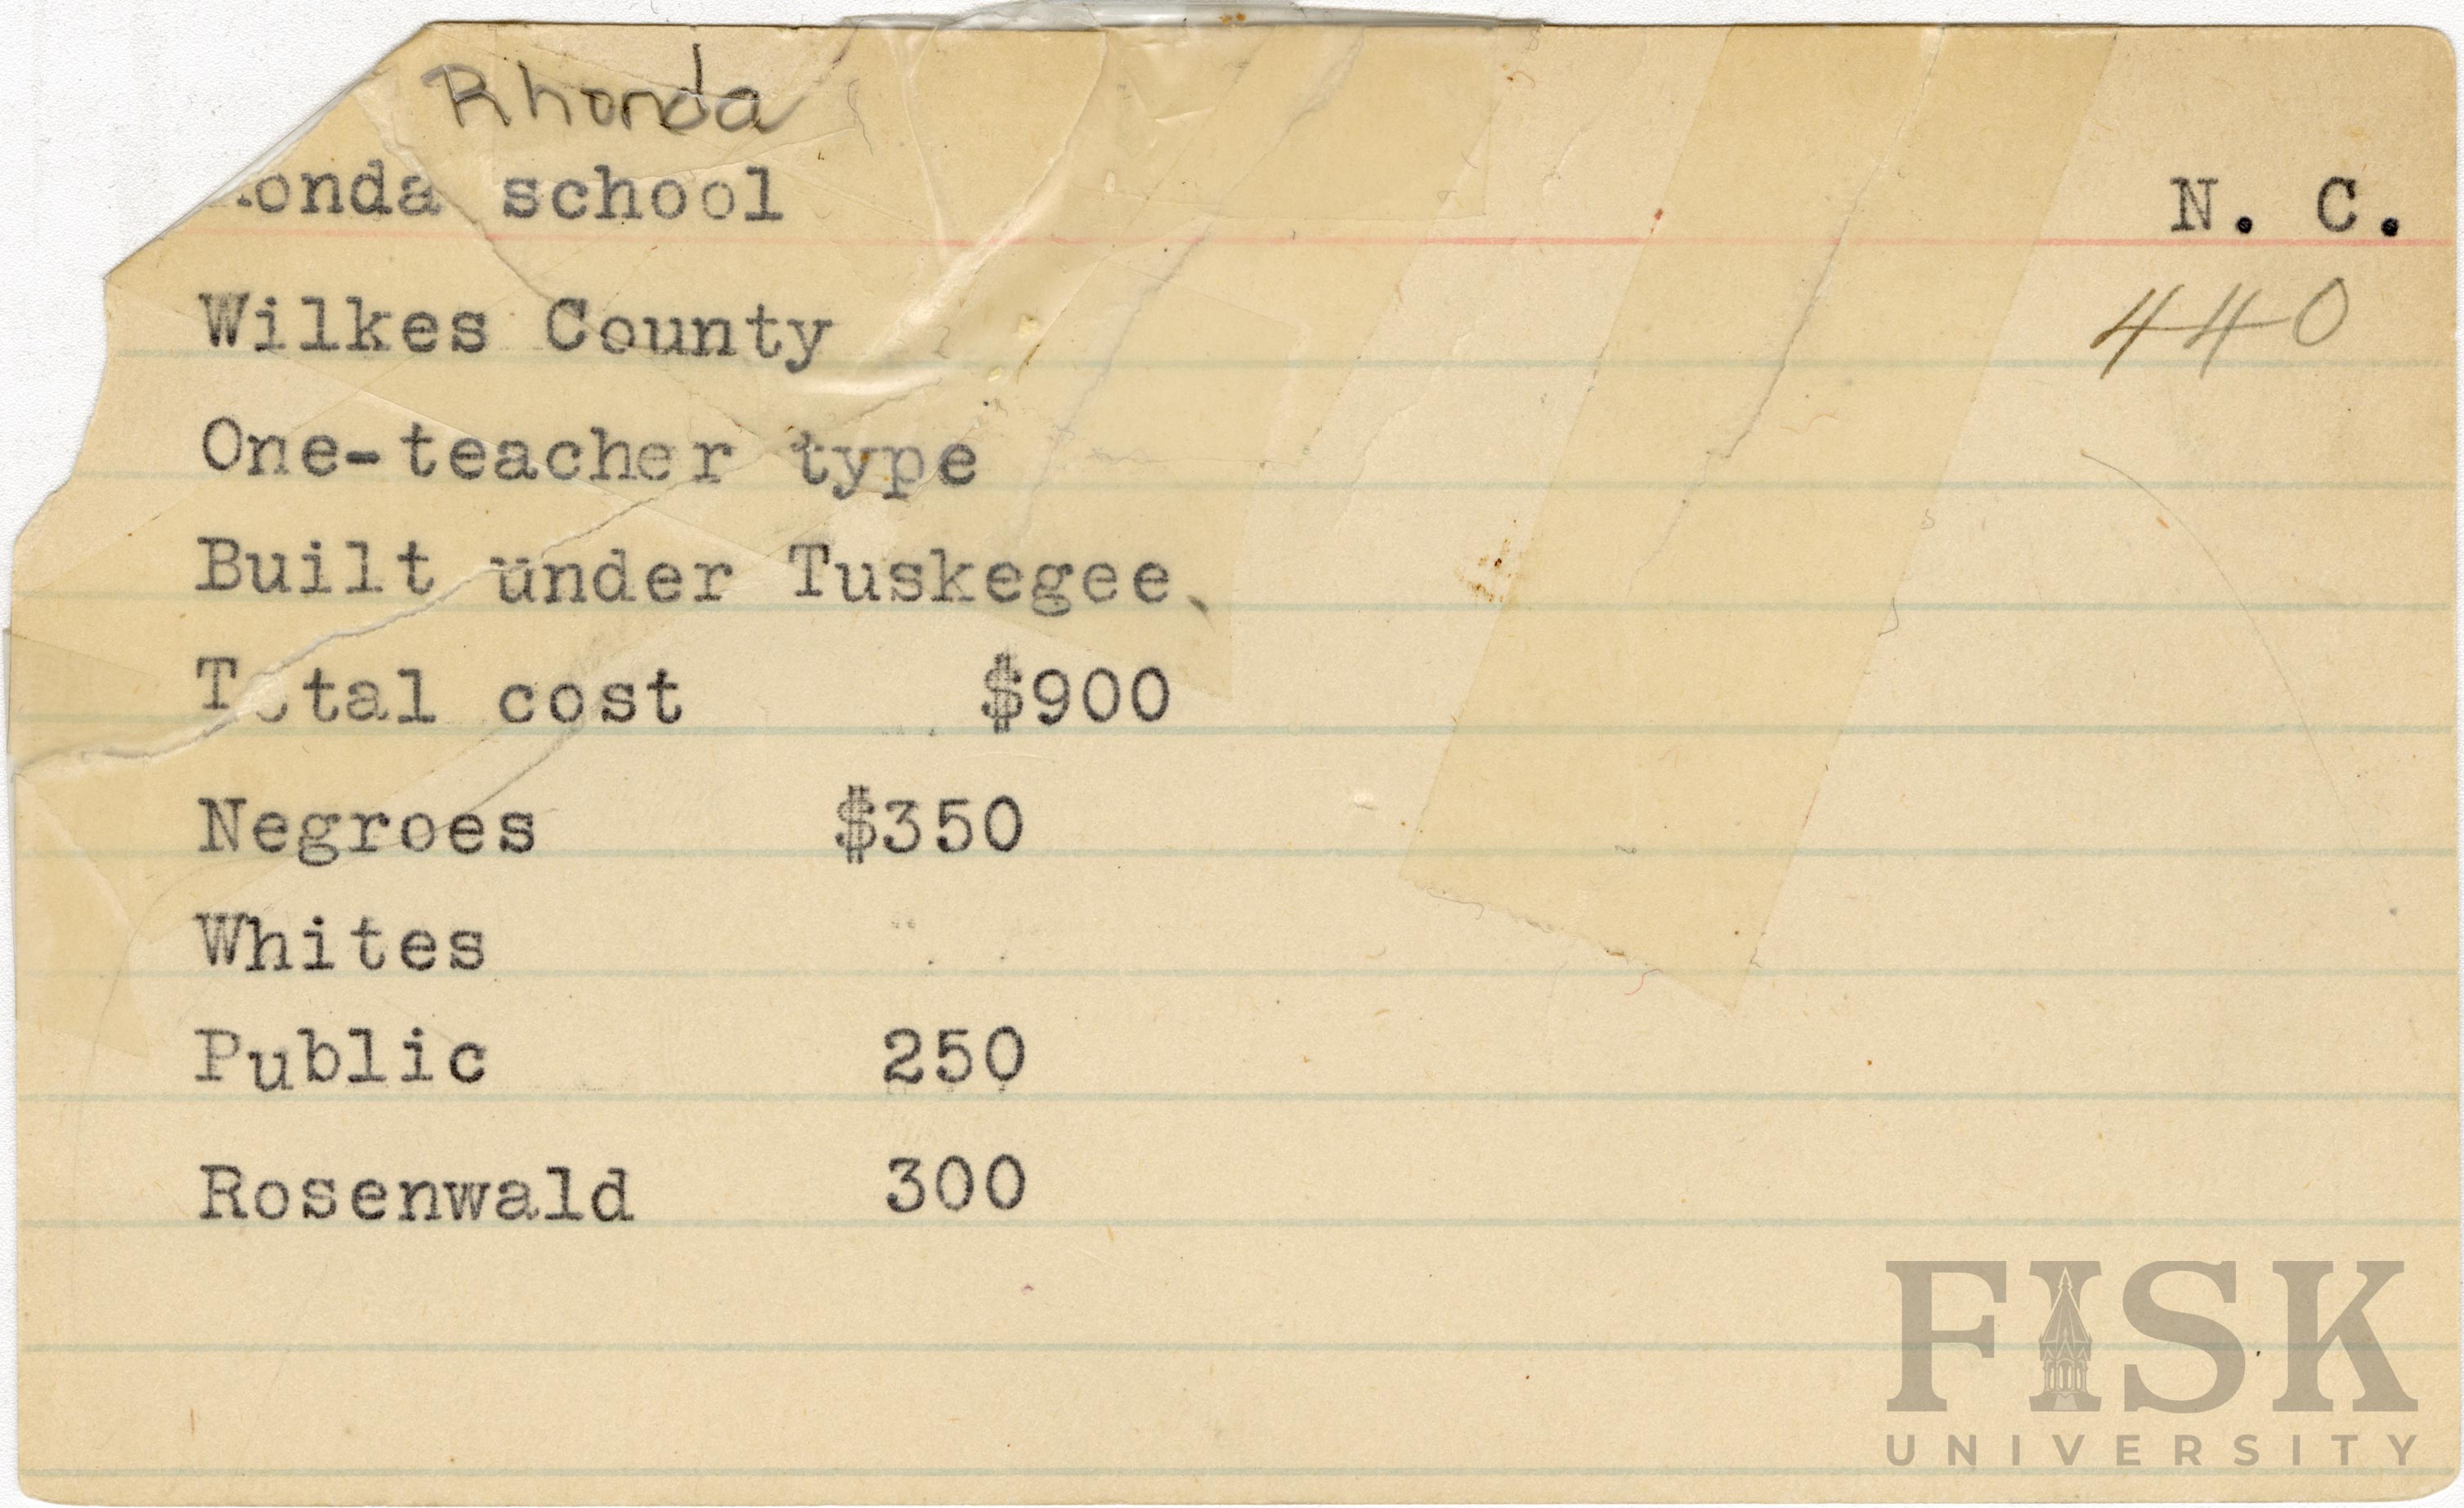 Rhonda
onda school N. C.
Wilkes County 440
One-teacher type
Built under Tuskegee.
Total cost $900
Negroes $350
Whites
Public 250
Rosenwald 300
FISK
UNIVERSITY